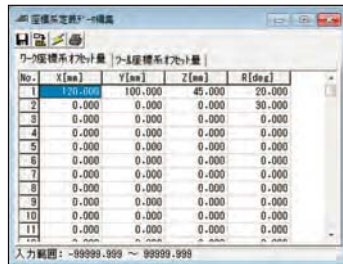 座標系定義データ編集
ワーク座標系オフセット量 ツール座標系オフセット量
No. X[mm] Y[mm] Z[mm] R[deg]
1 120.000 100.000 45.000 20.000
2 0.000 0.000 0.000 30.000
3 0.000 0.000 0.000 0.000
4 0.000 0.000 0.000 0.000
5 0.000 0.000 0.000 0.000
6 0.000 0.000 0.000 0.000
7 0.000 0.000 0.000 0.000
8 0.000 0.000 0.000 0.000
9 0.000 0.000 0.000 0.000
10 0.000 0.000 0.000 0.000
11 0.000 0.000 0.000 0.000
入力範囲: -99999.999 ~ 99999.999